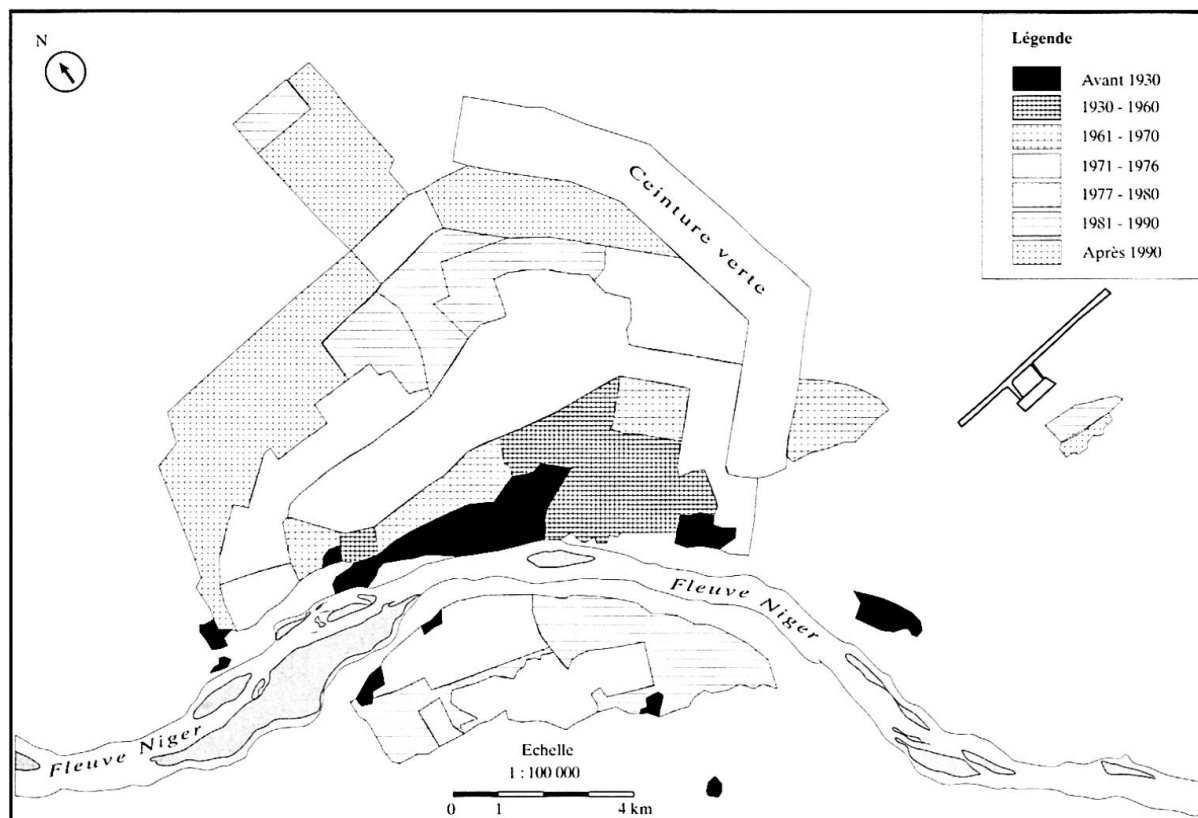 N
Légende
Avant 1930
1930 - 1960
1961 - 1970
1971 - 1976
1977 - 1980
1981 - 1990
Après 1990
Ceinture verte
Fleuve Niger
Fleuve Niger
Echelle
1 : 100 000
0 1 4 km